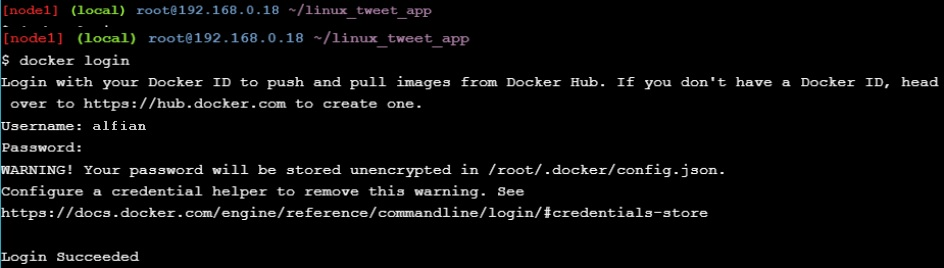 [node1] (local) root@192.168.0.18 ~/linux_tweet_app
[node1] (local) root@192.168.0.18 ~/linux_tweet_app
$ docker login
Login with your Docker ID to push and pull images from Docker Hub. If you don't have a Docker ID, head
over to https://hub.docker.com to create one.
Username: alfian
Password:
WARNING! Your password will be stored unencrypted in /root/.docker/config.json.
Configure a credential helper to remove this warning. See
https://docs.docker.com/engine/reference/commandline/login/#credentials-store
Login Succeeded